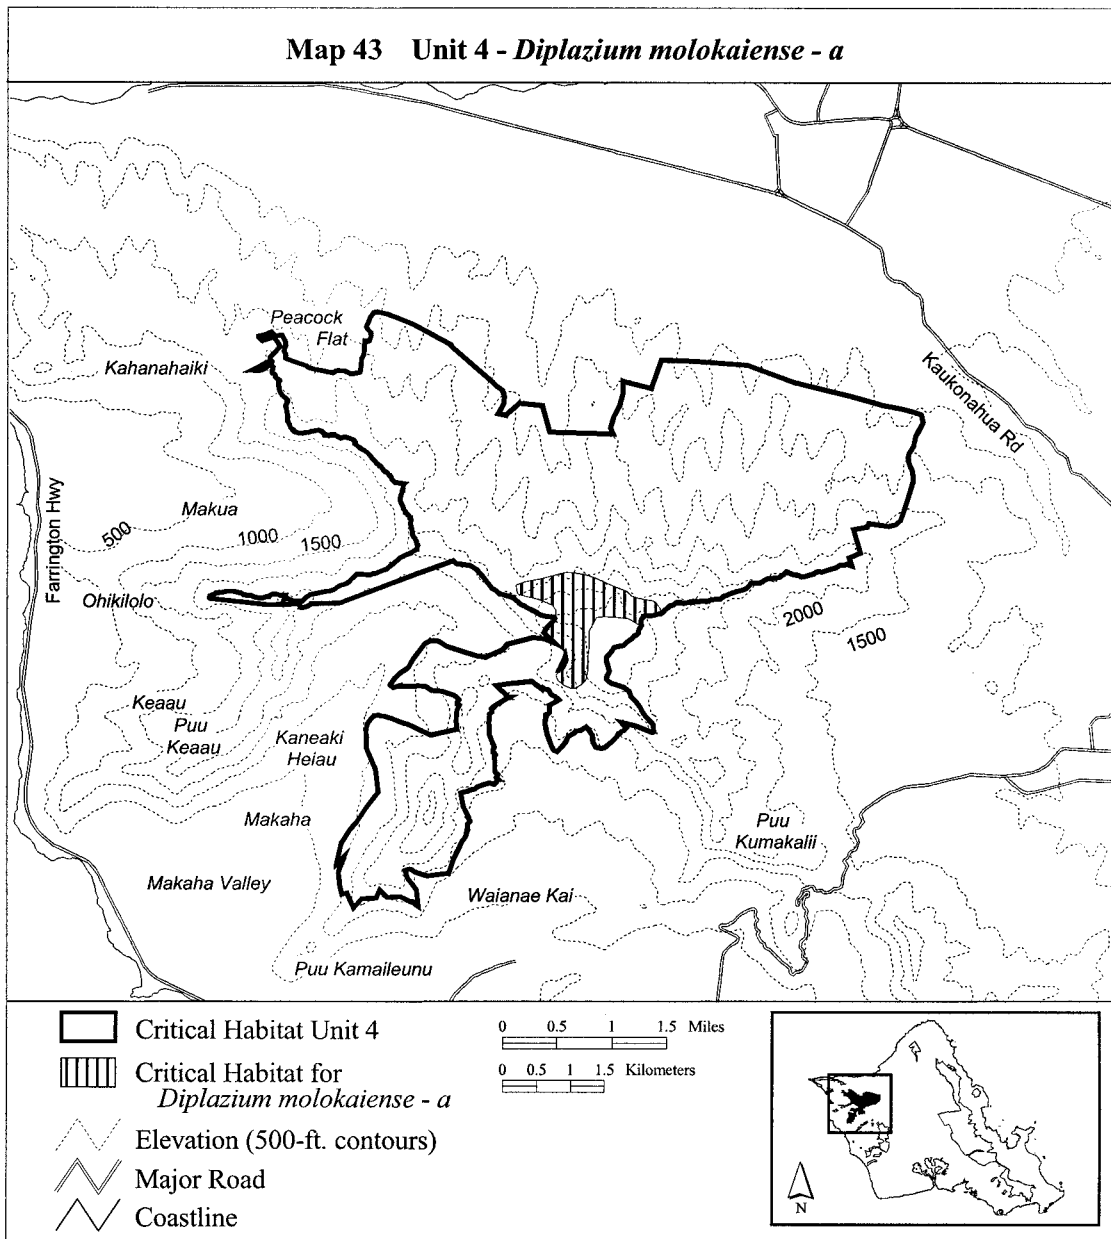 Map 43 Unit 4 - Diplazium molokaiense - a
Peacock
Flat
Kahanahaiki
Kaukonahua Rd
Farrington Hwy
Makua
500
1000
1500
Ohikilolo
2000
1500
Keaau
Puu
Keaau
Kaneaki
Heiau
Makaha
Puu
Kumakalii
Makaha Valley
Waianae Kai
Puu Kamaileunu
Critical Habitat Unit 4
Critical Habitat for
Diplazium molokaiense - a
Elevation (500-ft. contours)
Major Road
Coastline
0 0.5 1 1.5 Miles
0 0.5 1 1.5 Kilometers
N